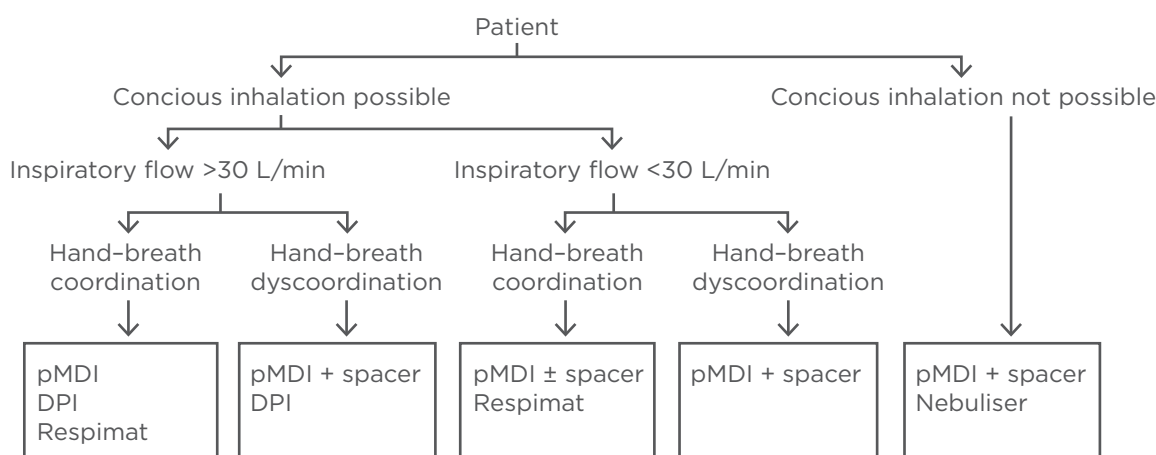 Patient
Concious inhalation possible
Concious inhalation not possible
Inspiratory flow >30 L/min
Inspiratory flow <30 L/min
Hand–breath
coordination
Hand–breath
dyscoordination
Hand–breath
coordination
Hand–breath
dyscoordination
pMDI
DPI
Respimat
pMDI + spacer
DPI
pMDI ± spacer
Respimat
pMDI + spacer
pMDI + spacer
Nebuliser